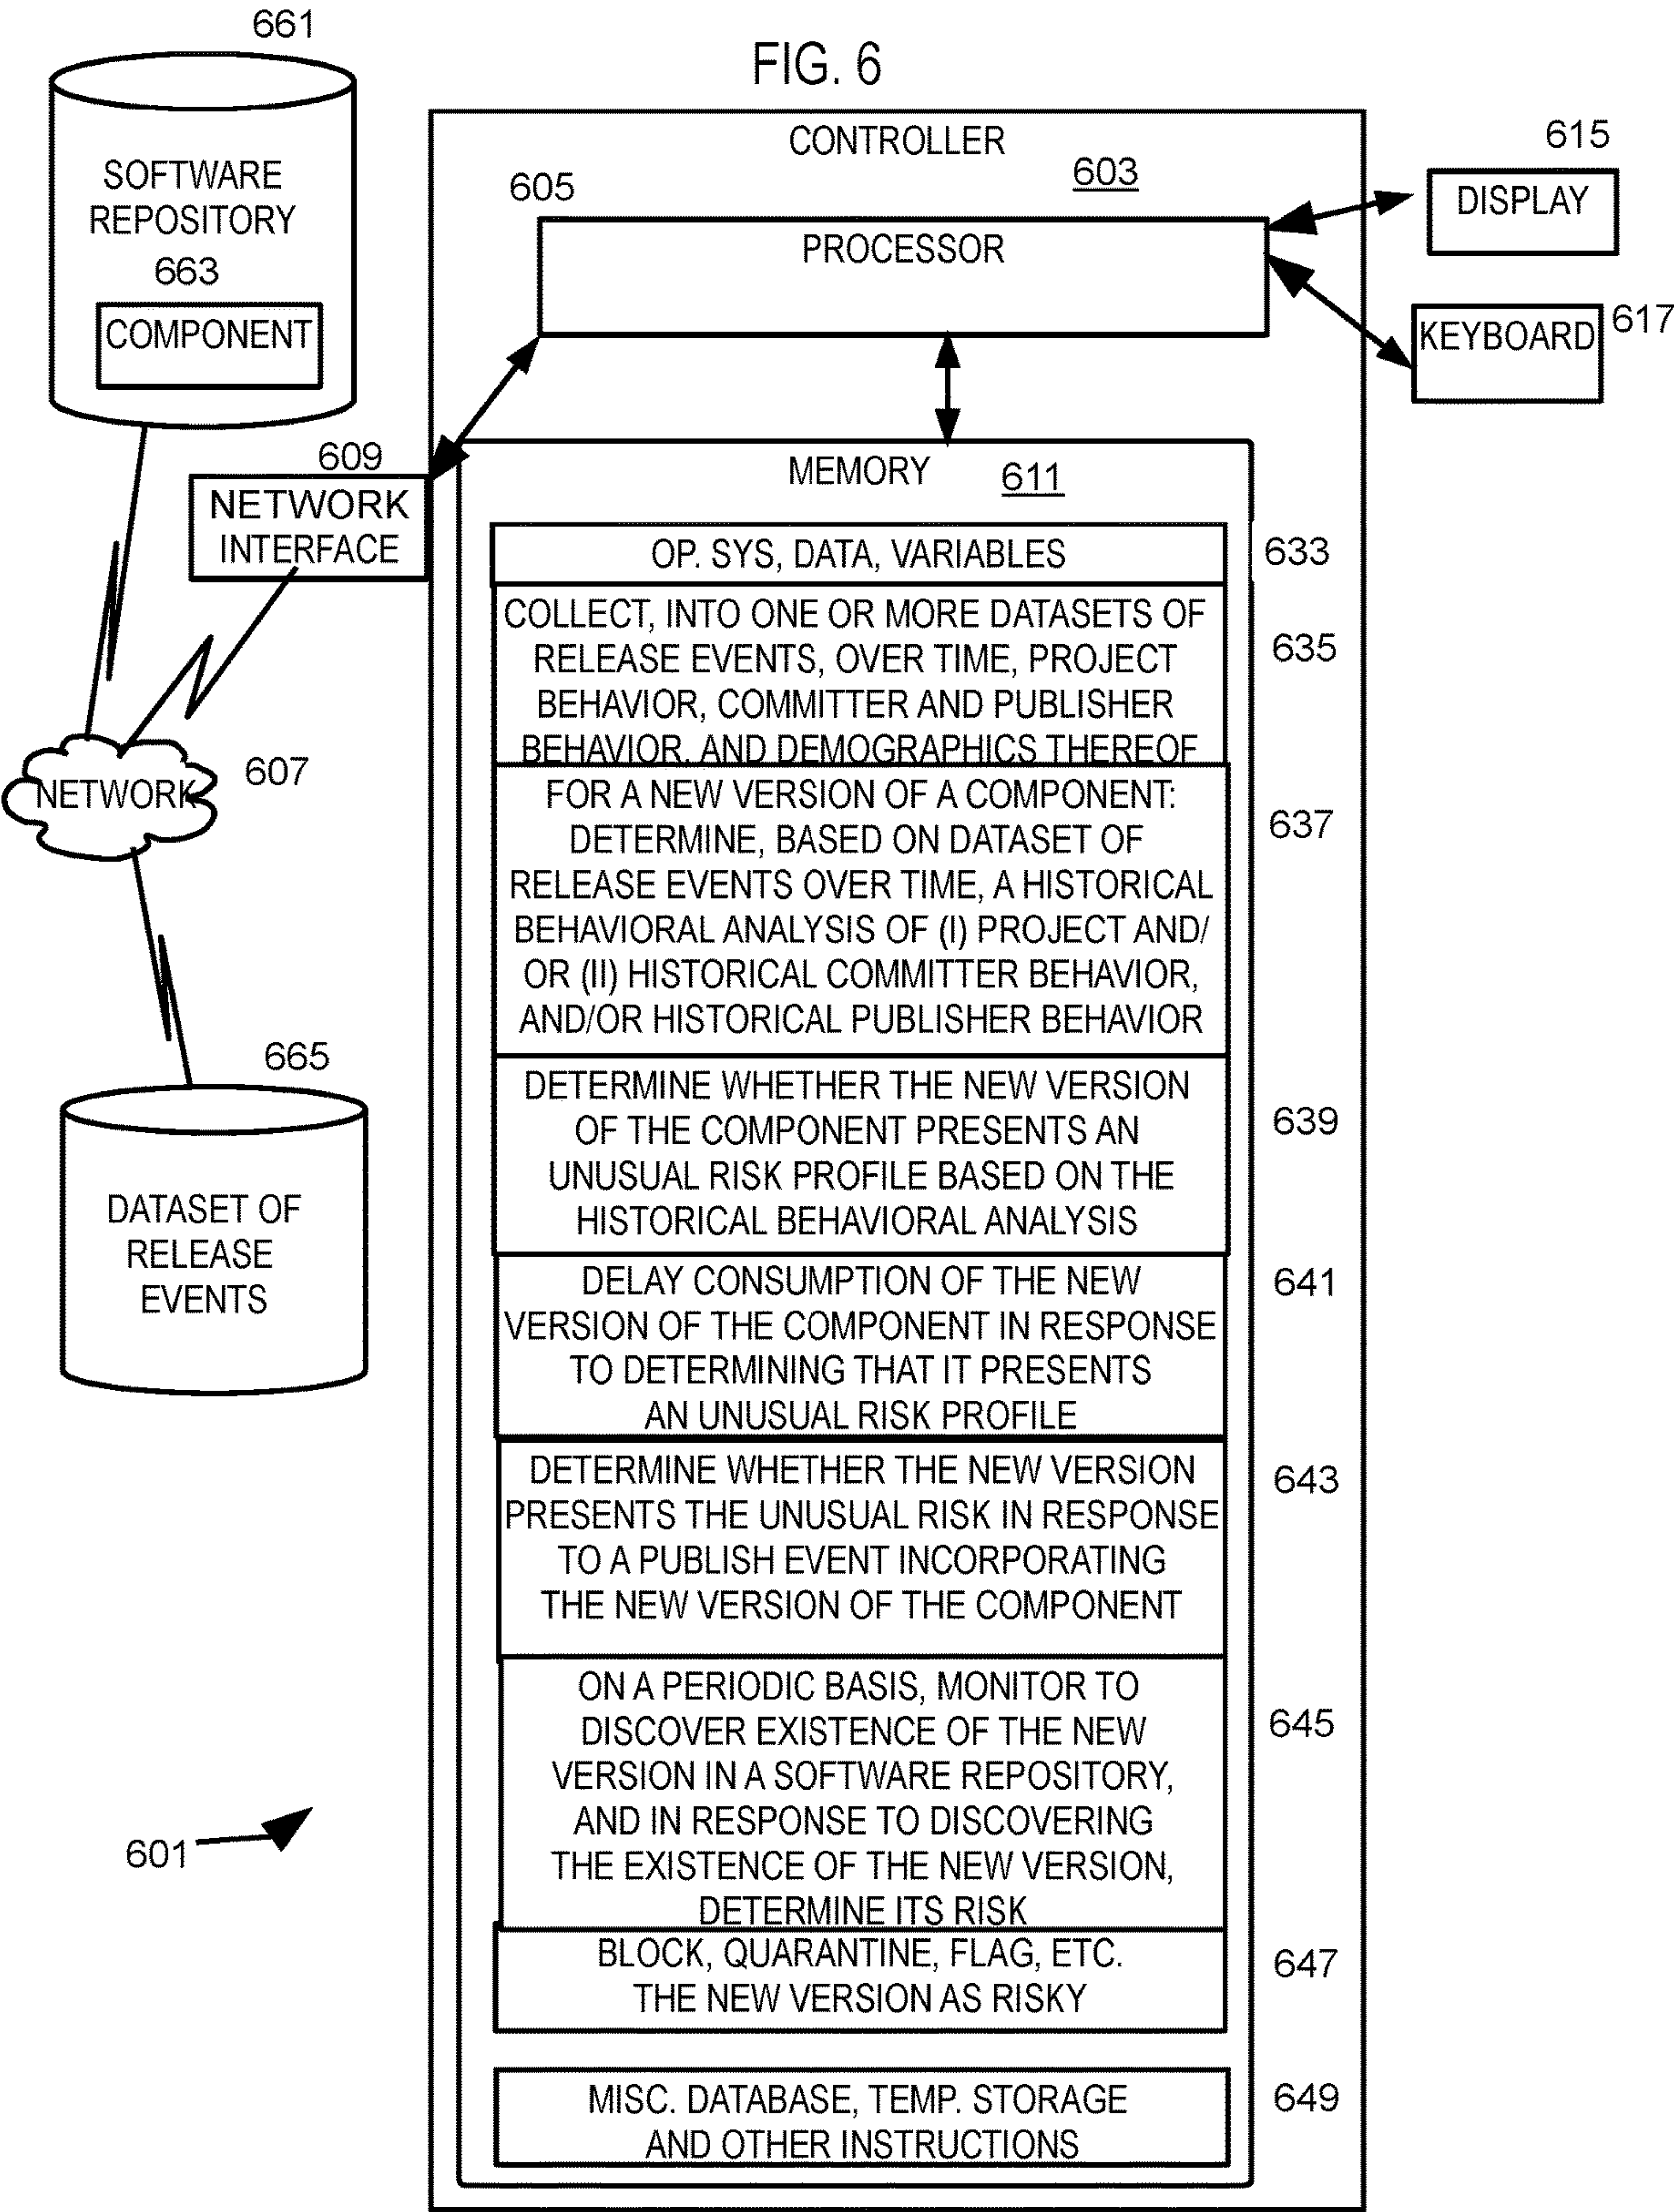 661
FIG. 6
SOFTWARE
REPOSITORY
663
COMPONENT
CONTROLLER
603
605
PROCESSOR
615
DISPLAY
KEYBOARD
617
609
NETWORK
INTERFACE
MEMORY
611
NETWORK
607
665
DATASET OF
RELEASE
EVENTS
601
OP. SYS, DATA, VARIABLES
633
COLLECT, INTO ONE OR MORE DATASETS OF
RELEASE EVENTS, OVER TIME, PROJECT
BEHAVIOR, COMMITTER AND PUBLISHER
BEHAVIOR, AND DEMOGRAPHICS THEREOF
635
FOR A NEW VERSION OF A COMPONENT:
DETERMINE, BASED ON DATASET OF
RELEASE EVENTS OVER TIME, A HISTORICAL
BEHAVIORAL ANALYSIS OF (I) PROJECT AND/
OR (II) HISTORICAL COMMITTER BEHAVIOR,
AND/OR HISTORICAL PUBLISHER BEHAVIOR
637
DETERMINE WHETHER THE NEW VERSION
OF THE COMPONENT PRESENTS AN
UNUSUAL RISK PROFILE BASED ON THE
HISTORICAL BEHAVIORAL ANALYSIS
639
DELAY CONSUMPTION OF THE NEW
VERSION OF THE COMPONENT IN RESPONSE
TO DETERMINING THAT IT PRESENTS
AN UNUSUAL RISK PROFILE
641
DETERMINE WHETHER THE NEW VERSION
PRESENTS THE UNUSUAL RISK IN RESPONSE
TO A PUBLISH EVENT INCORPORATING
THE NEW VERSION OF THE COMPONENT
643
ON A PERIODIC BASIS, MONITOR TO
DISCOVER EXISTENCE OF THE NEW
VERSION IN A SOFTWARE REPOSITORY,
AND IN RESPONSE TO DISCOVERING
THE EXISTENCE OF THE NEW VERSION,
DETERMINE ITS RISK
645
BLOCK, QUARANTINE, FLAG, ETC.
THE NEW VERSION AS RISKY
647
MISC. DATABASE, TEMP. STORAGE
AND OTHER INSTRUCTIONS
649